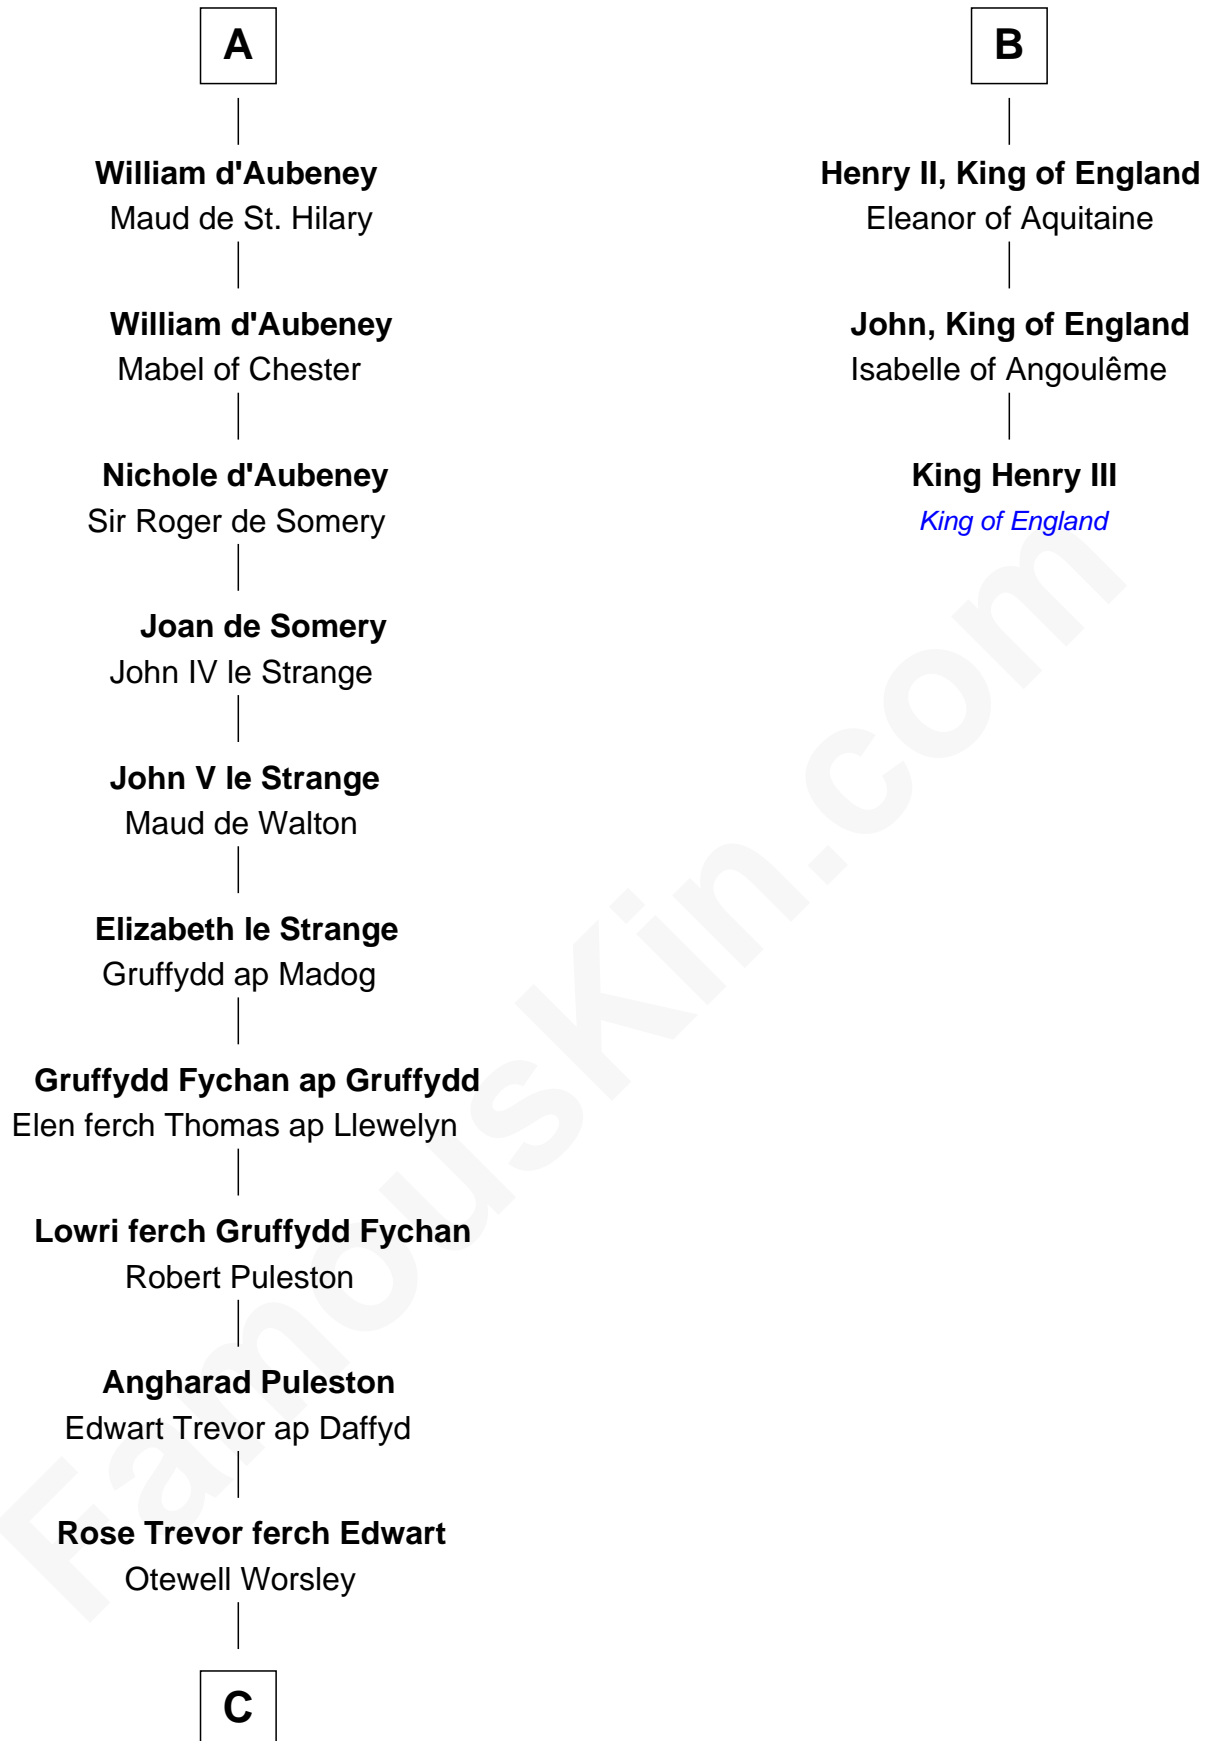 A
William d'Aubeney
Maud de St. Hilary
William d'Aubeney
Mabel of Chester
Nichole d'Aubeney
Sir Roger de Somery
Joan de Somery
John IV le Strange
John V le Strange
Maud de Walton
Elizabeth le Strange
Gruffydd ap Madog
Gruffydd Fychan ap Gruffydd
Elen ferch Thomas ap Llewelyn
Lowri ferch Gruffydd Fychan
Robert Puleston
Angharad Puleston
Edwart Trevor ap Daffyd
Rose Trevor ferch Edwart
Otewell Worsley
C
B
Henry II, King of England
Eleanor of Aquitaine
John, King of England
Isabelle of Angoulême
King Henry III
King of England
FamousKin.com